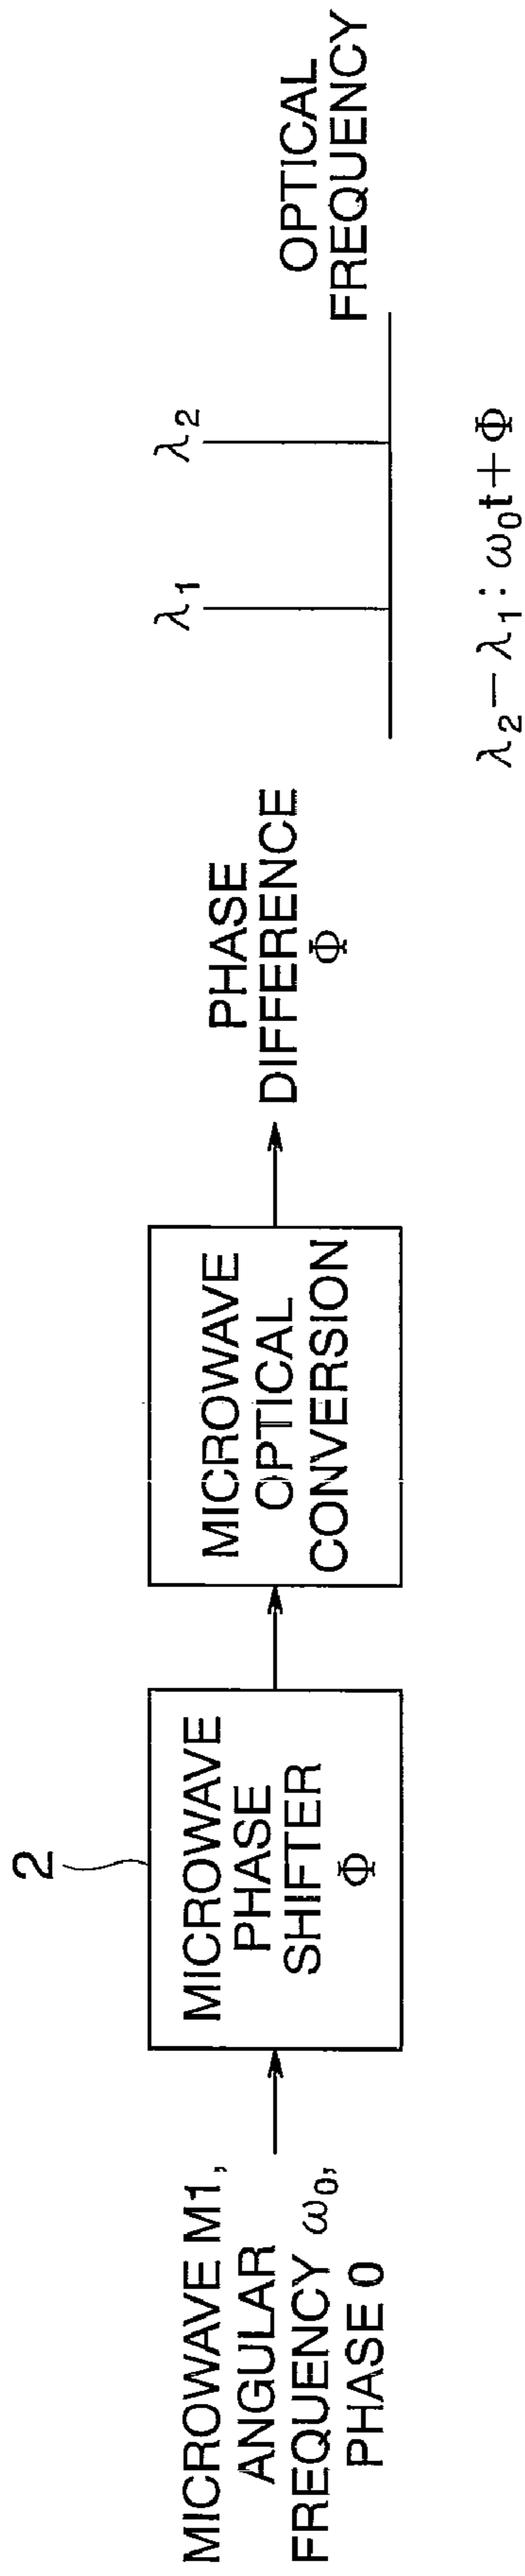 MICROWAVE M1,
ANGULAR
FREQUENCY ω₀,
PHASE 0
2
MICROWAVE
PHASE
SHIFTER
Φ
MICROWAVE
OPTICAL
CONVERSION
PHASE
DIFFERENCE
Φ
λ₁
λ₂
OPTICAL
FREQUENCY
λ₂−λ₁：ω₀t+Φ